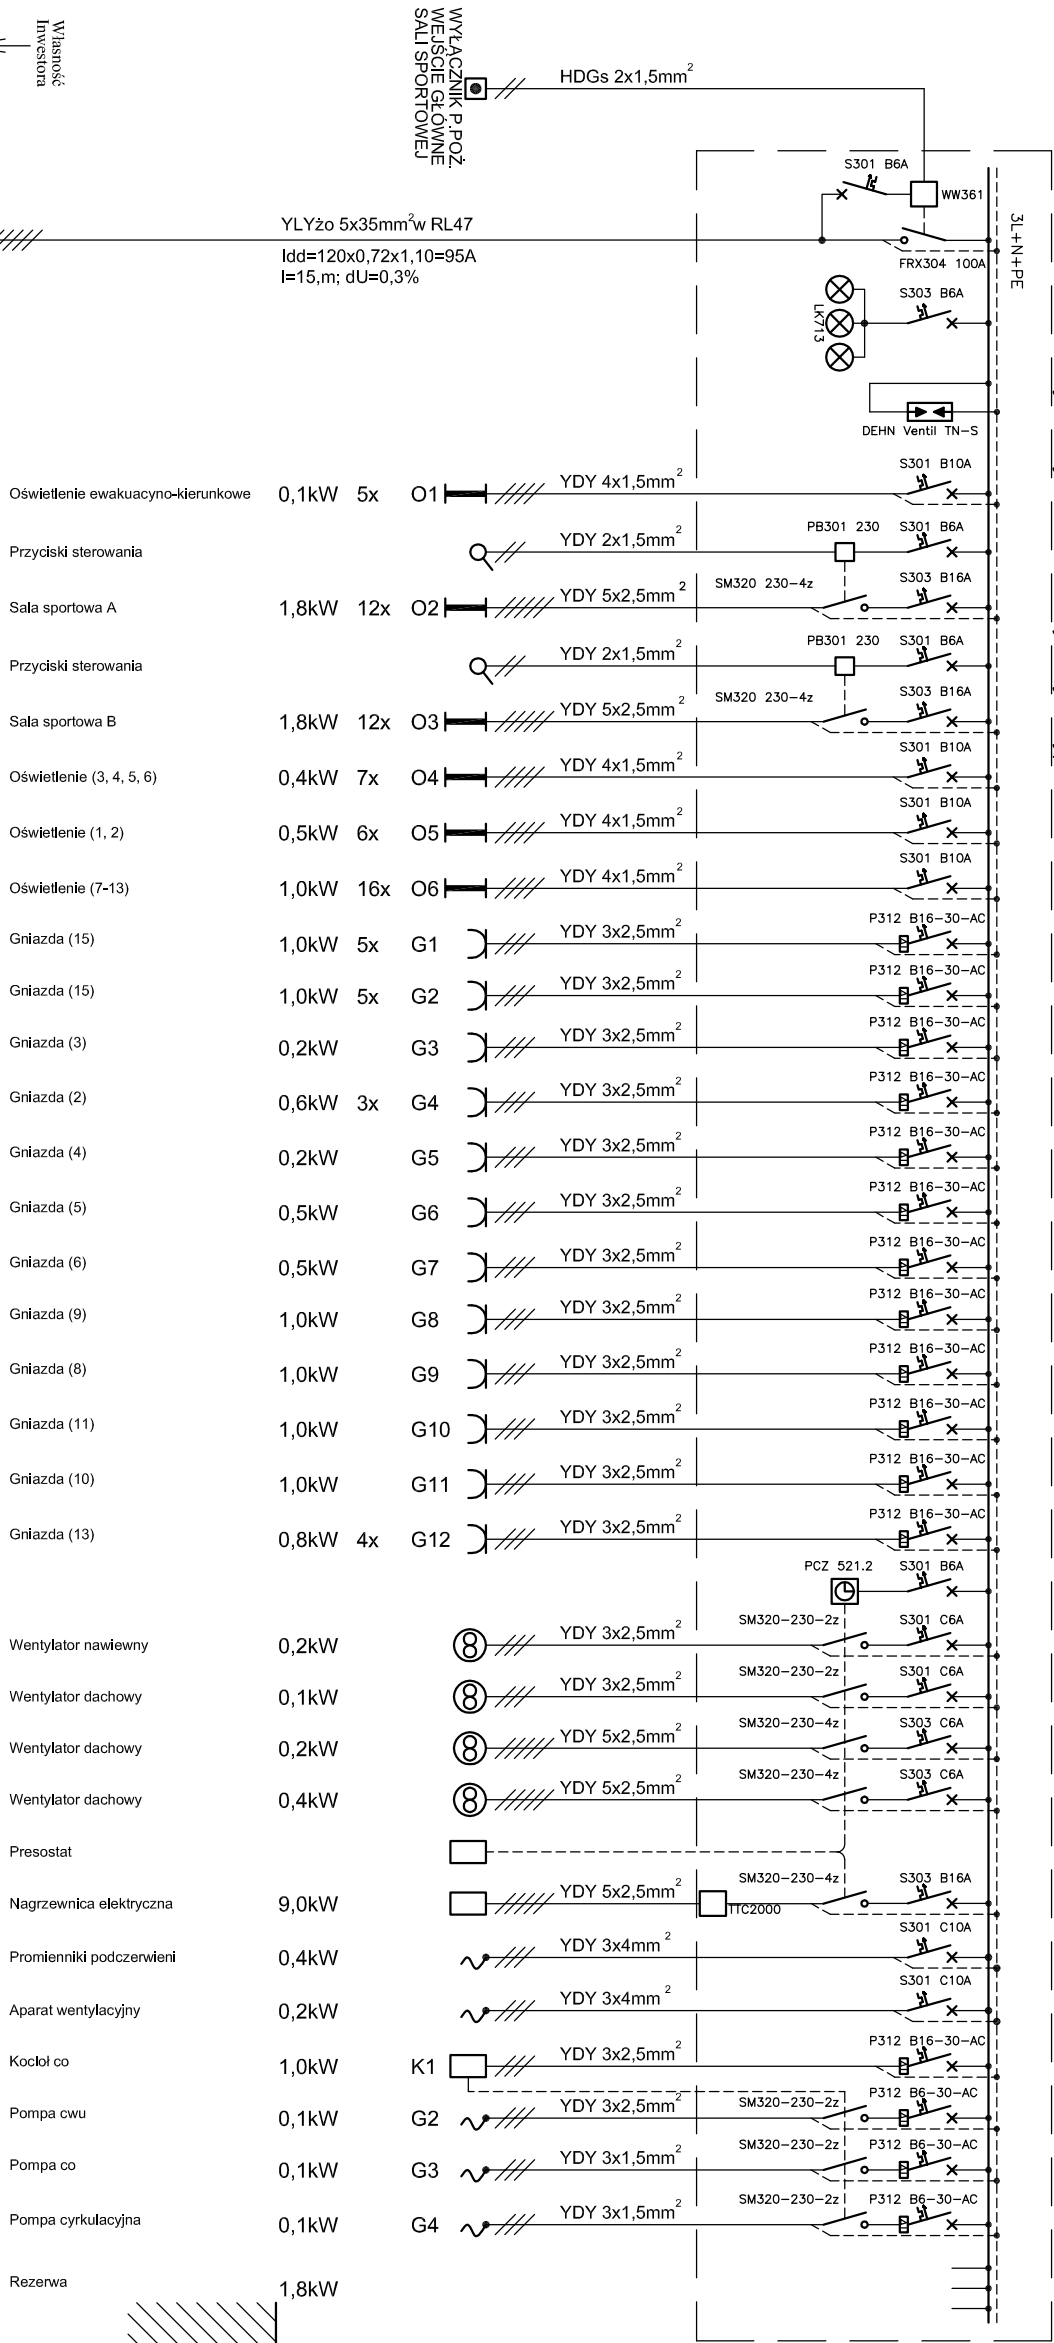 Własność
Inwestora
WYŁĄCZNIK P.POŻ.
WEJŚCIE GŁÓWNE
SALI SPORTOWEJ
HDGs 2x1,5mm²
S301 B6A
WW361
3L+N+PE
YLYżo 5x35mm² w RL47
Idd=120x0,72x1,10=95A
l=15,m; dU=0,3%
FRX304 100A
S303 B6A
LK713
DEHN Ventil TN-S
S301 B10A
Oświetlenie ewakuacyno-kierunkowe 0,1kW 5x O1 YDY 4x1,5mm²
PB301 230 S301 B6A
Przyciski sterowania YDY 2x1,5mm²
SM320 230-4z S303 B16A
Sala sportowa A 1,8kW 12x O2 YDY 5x2,5mm²
PB301 230 S301 B6A
Przyciski sterowania YDY 2x1,5mm²
SM320 230-4z S303 B16A
Sala sportowa B 1,8kW 12x O3 YDY 5x2,5mm²
S301 B10A
Oświetlenie (3, 4, 5, 6) 0,4kW 7x O4 YDY 4x1,5mm²
S301 B10A
Oświetlenie (1, 2) 0,5kW 6x O5 YDY 4x1,5mm²
S301 B10A
Oświetlenie (7-13) 1,0kW 16x O6 YDY 4x1,5mm²
P312 B16-30-AC
Gniazda (15) 1,0kW 5x G1 YDY 3x2,5mm²
P312 B16-30-AC
Gniazda (15) 1,0kW 5x G2 YDY 3x2,5mm²
P312 B16-30-AC
Gniazda (3) 0,2kW G3 YDY 3x2,5mm²
P312 B16-30-AC
Gniazda (2) 0,6kW 3x G4 YDY 3x2,5mm²
P312 B16-30-AC
Gniazda (4) 0,2kW G5 YDY 3x2,5mm²
P312 B16-30-AC
Gniazda (5) 0,5kW G6 YDY 3x2,5mm²
P312 B16-30-AC
Gniazda (6) 0,5kW G7 YDY 3x2,5mm²
P312 B16-30-AC
Gniazda (9) 1,0kW G8 YDY 3x2,5mm²
P312 B16-30-AC
Gniazda (8) 1,0kW G9 YDY 3x2,5mm²
P312 B16-30-AC
Gniazda (11) 1,0kW G10 YDY 3x2,5mm²
P312 B16-30-AC
Gniazda (10) 1,0kW G11 YDY 3x2,5mm²
P312 B16-30-AC
Gniazda (13) 0,8kW 4x G12 YDY 3x2,5mm²
PCZ 521.2 S301 B6A
SM320-230-2z S301 C6A
Wentylator nawiewny 0,2kW YDY 3x2,5mm²
SM320-230-2z S301 C6A
Wentylator dachowy 0,1kW YDY 3x2,5mm²
SM320-230-4z S303 C6A
Wentylator dachowy 0,2kW YDY 5x2,5mm²
SM320-230-4z S303 C6A
Wentylator dachowy 0,4kW YDY 5x2,5mm²
Presostat
SM320-230-4z S303 B16A
Nagrzewnica elektryczna 9,0kW YDY 5x2,5mm² TTC2000
S301 C10A
Promienniki podczerwieni 0,4kW YDY 3x4mm²
S301 C10A
Aparat wentylacyjny 0,2kW YDY 3x4mm²
P312 B16-30-AC
Kocioł co 1,0kW K1 YDY 3x2,5mm²
SM320-230-2z P312 B6-30-AC
Pompa cwu 0,1kW G2 YDY 3x2,5mm²
SM320-230-2z P312 B6-30-AC
Pompa co 0,1kW G3 YDY 3x1,5mm²
SM320-230-2z P312 B6-30-AC
Pompa cyrkulacyjna 0,1kW G4 YDY 3x1,5mm²
Rezerwa 1,8kW